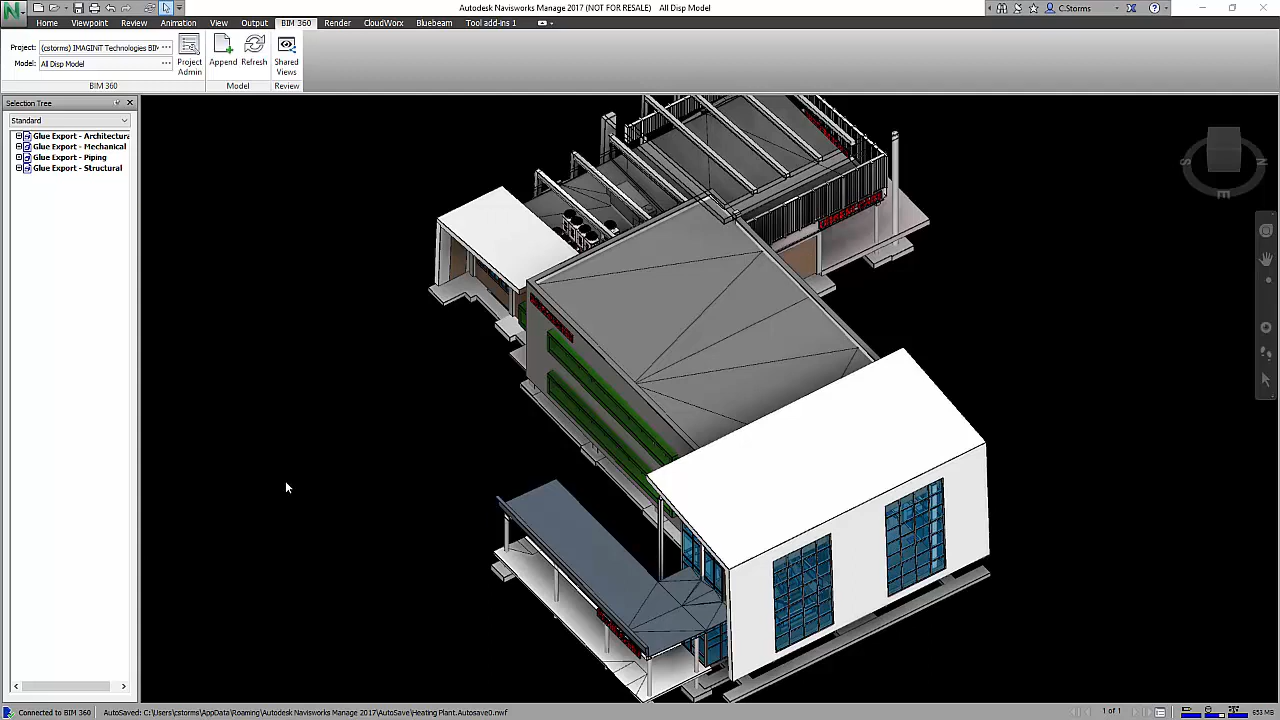 Autodesk Navisworks Manage 2017 (NOT FOR RESALE)    All Disp Model
C.Storms
Home Viewpoint Review Animation View Output BIM 360 Render CloudWorx Bluebeam Tool add-ins 1
Project: (cstorms) IMAGINiT Technologies BIM
Model: All Disp Model
Project Admin
Append
Refresh
Shared Views
BIM 360
Model
Review
Selection Tree
Standard
Glue Export - Architectura
Glue Export - Mechanical
Glue Export - Piping
Glue Export - Structural
S
E
N
Connected to BIM 360
AutoSaved: C:\Users\cstorms\AppData\Roaming\Autodesk Navisworks Manage 2017\AutoSave\Heating Plant.Autosave0.nwf
1 of 1
653 MB